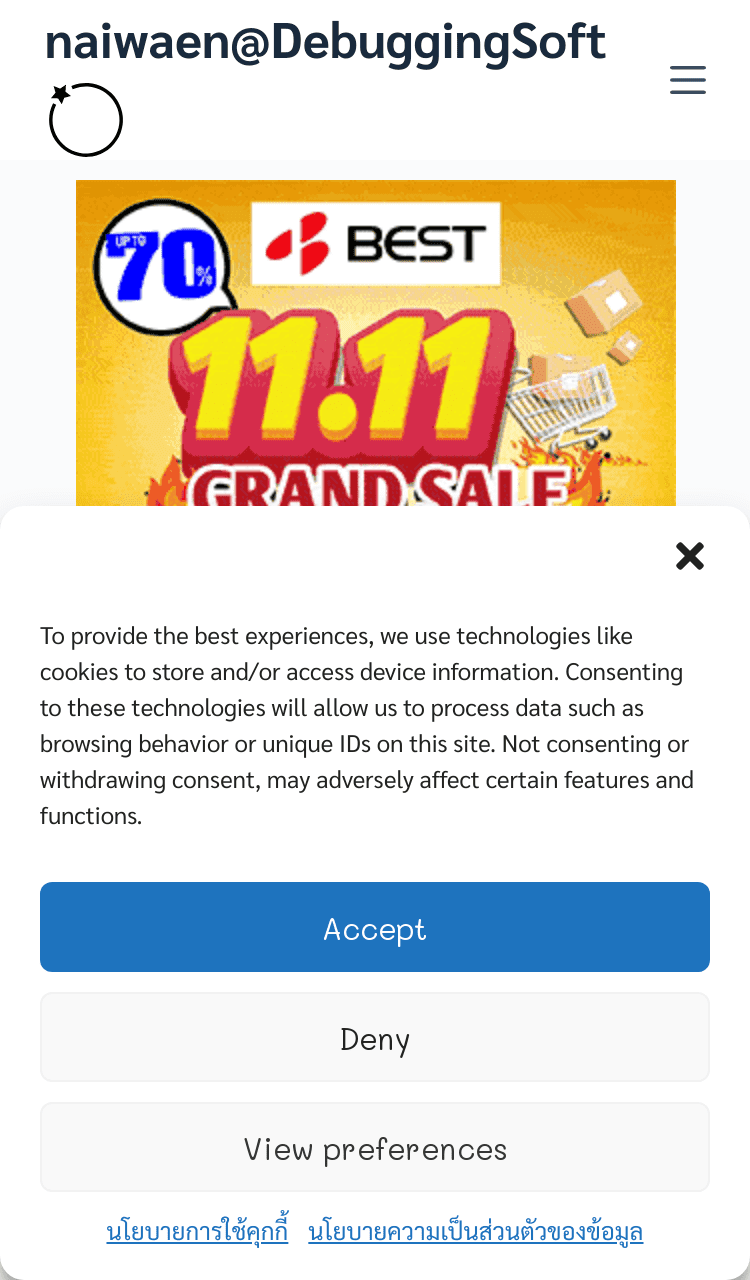 naiwaen@DebuggingSoft
UP TO
70%
BEST
11.11
GRAND SALE
To provide the best experiences, we use technologies like
cookies to store and/or access device information. Consenting
to these technologies will allow us to process data such as
browsing behavior or unique IDs on this site. Not consenting or
withdrawing consent, may adversely affect certain features and
functions.
Accept
Deny
View preferences
นโยบายการใช้คุกกี้ นโยบายความเป็นส่วนตัวของข้อมูล